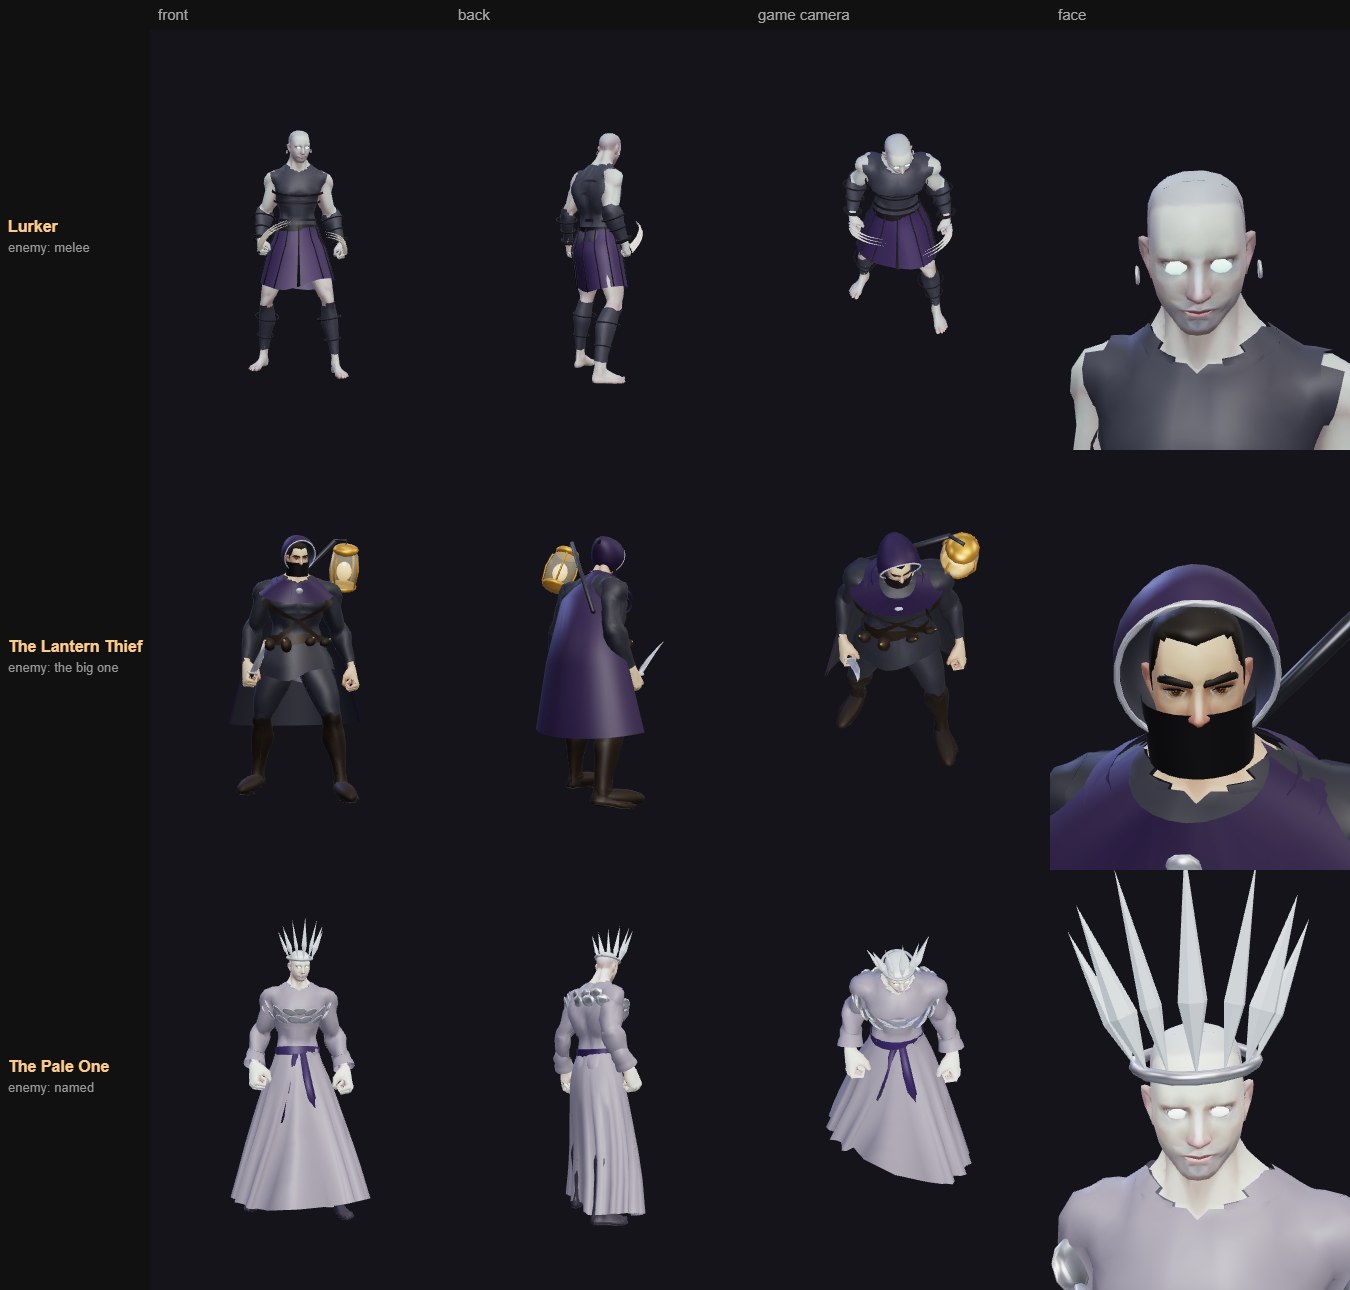 front
back
game camera
face
Lurker
enemy: melee
The Lantern Thief
enemy: the big one
The Pale One
enemy: named